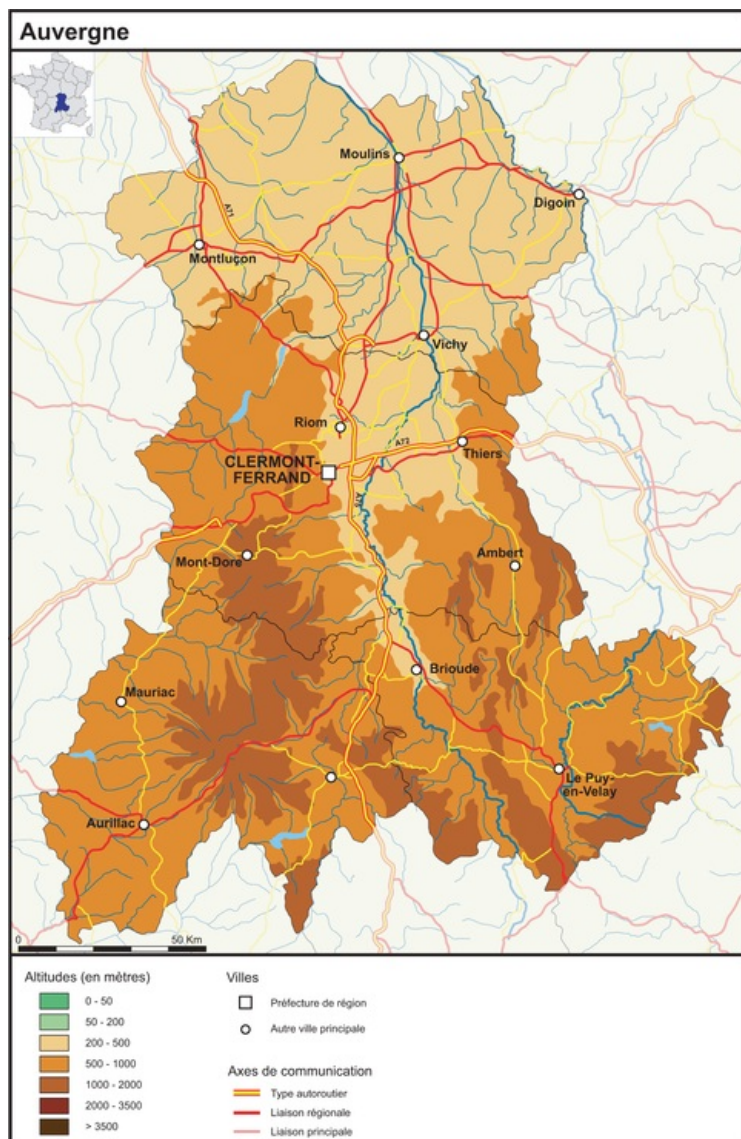 Auvergne
Moulins
Digoin
A71
Montluçon
Vichy
Riom
A72
Thiers
CLERMONT-
FERRAND
A75
Mont-Dore
Ambert
Brioude
Mauriac
Le Puy-
en-Velay
Aurillac
0
50 Km
Altitudes (en mètres)
0 - 50
50 - 200
200 - 500
500 - 1000
1000 - 2000
2000 - 3500
> 3500
Villes
Préfecture de région
Autre ville principale
Axes de communication
Type autoroutier
Liaison régionale
Liaison principale